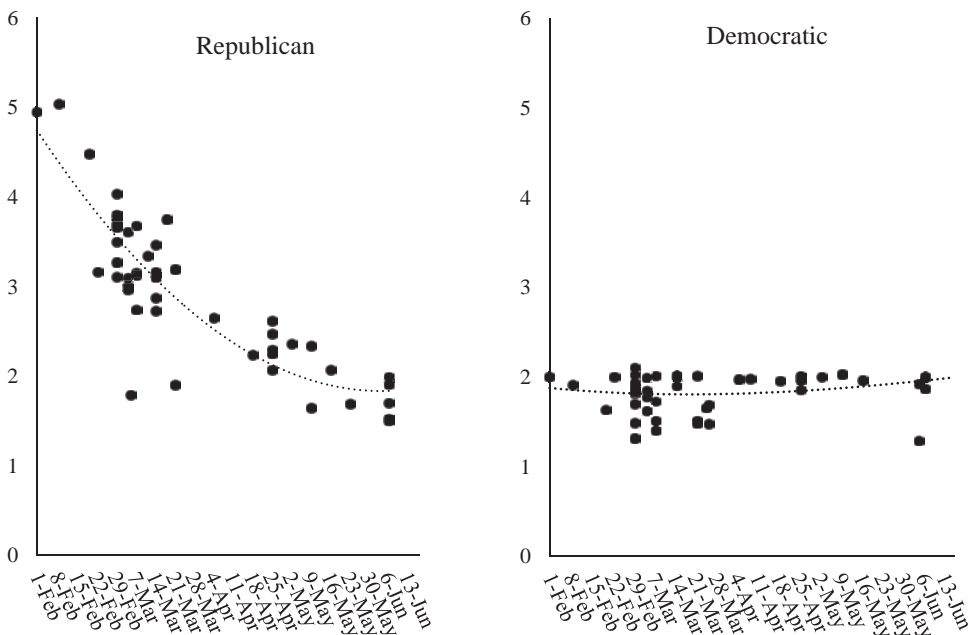 Republican
6
5
4
3
2
1
0
1-Feb
8-Feb
15-Feb
22-Feb
29-Feb
7-Mar
14-Mar
21-Mar
28-Mar
4-Apr
11-Apr
18-Apr
25-Apr
2-May
9-May
16-May
23-May
30-May
6-Jun
13-Jun
Democratic
6
5
4
3
2
1
0
1-Feb
8-Feb
15-Feb
22-Feb
29-Feb
7-Mar
14-Mar
21-Mar
28-Mar
4-Apr
11-Apr
18-Apr
25-Apr
2-May
9-May
16-May
23-May
30-May
6-Jun
13-Jun